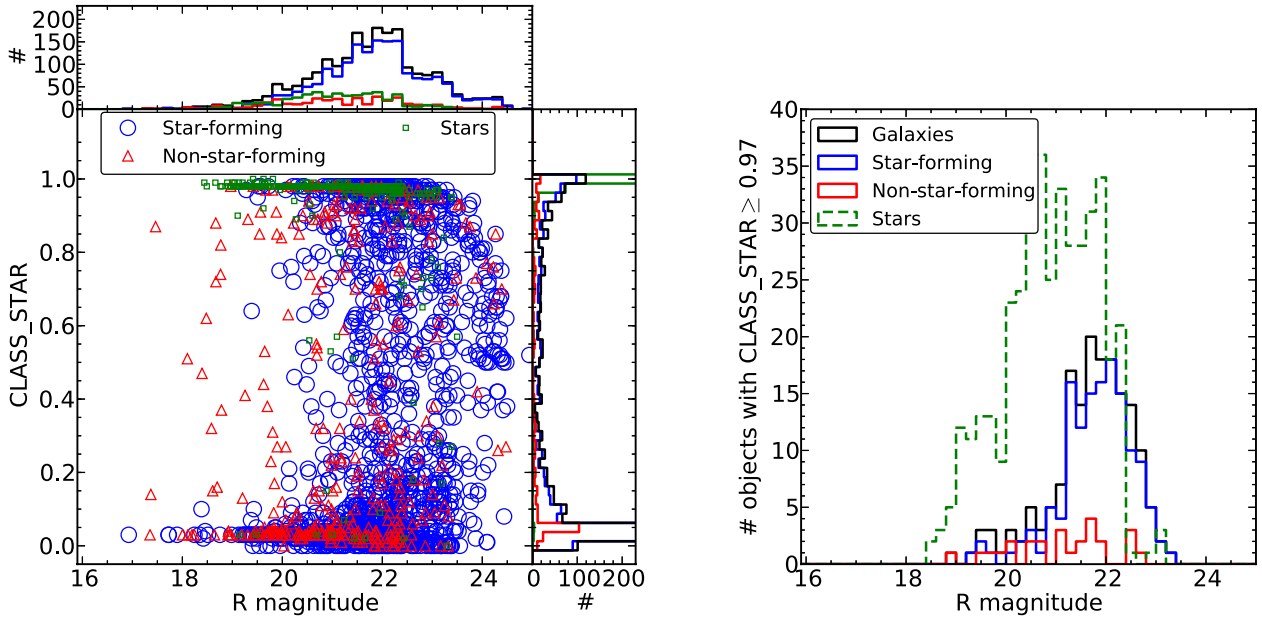 200
150
100
50
0
#
Star-forming
Stars
Non-star-forming
1.0
0.8
0.6
0.4
0.2
0.0
CLASS_STAR
16 18 20 22 24
R magnitude
0 100 200
#
40
35
30
25
20
15
10
5
0
# objects with CLASS_STAR ≥ 0.97
Galaxies
Star-forming
Non-star-forming
Stars
16 18 20 22 24
R magnitude